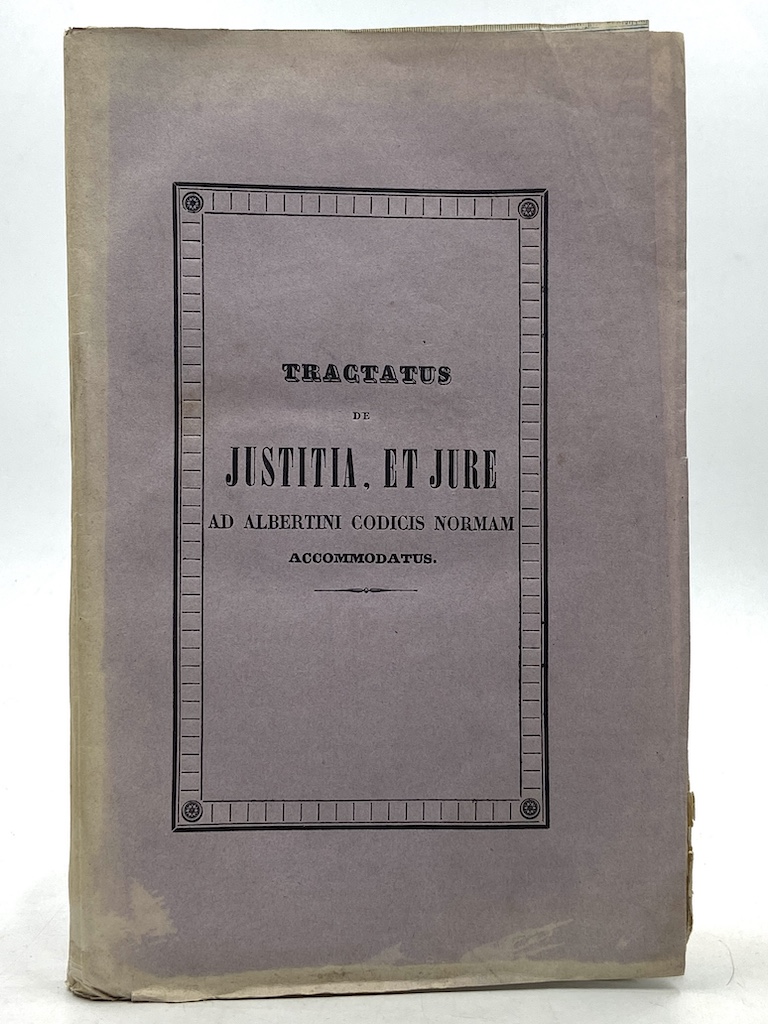 TRACTATUS
DE
JUSTITIA, ET JURE
AD ALBERTINI CODICIS NORMAM
ACCOMMODATUS.